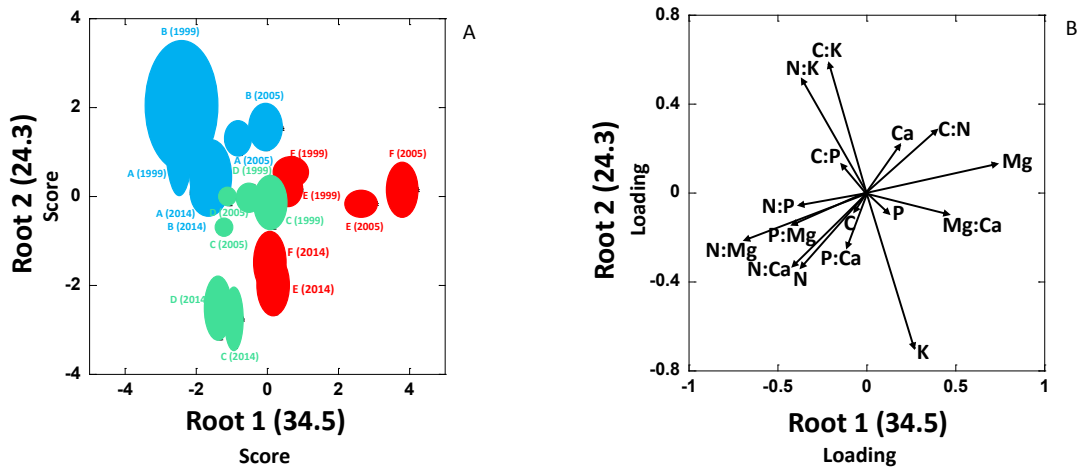 A
B (1999)
B (2005)
A (2005)
A (1999)
D (1999)
F (1999)
F (2005)
E (1999)
E (2005)
A (2014)
B (2014)
(2005)
C (1999)
C (2005)
F (2014)
E (2014)
D (2014
C (2014)
4
2
0
-2
-4
-4
-2
0
2
4
Root 2 (24.3)
Score
Root 1 (34.5)
Score
B
C:K
N:K
Ca
C:N
C:P
Mg
N:P
C
P
Mg:Ca
P:Mg
N:Mg
N:Ca
N
P:Ca
K
0.8
0.4
0
-0.4
-0.8
-1
-0.5
0
0.5
1
Root 2 (24.3)
Loading
Root 1 (34.5)
Loading